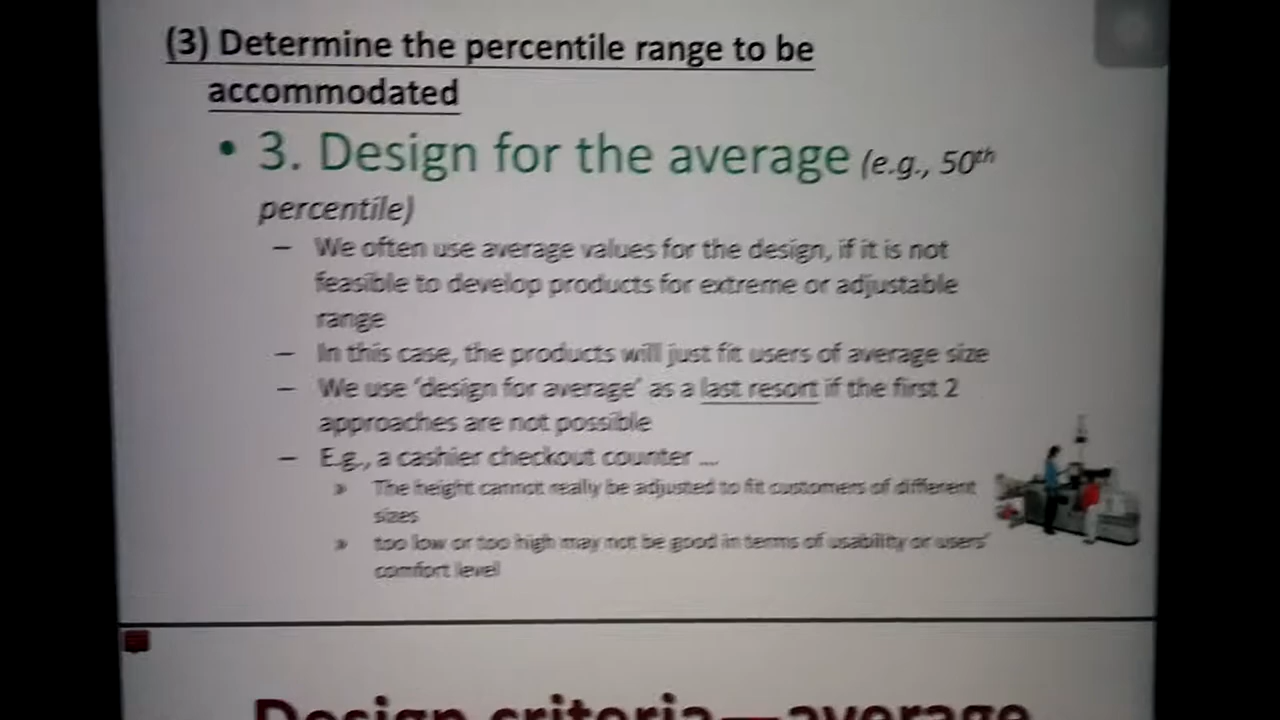 (3) Determine the percentile range to be
accommodated
• 3. Design for the average (e.g., 50th
percentile)
– We often use average values for the design, if it is not
feasible to develop products for extreme or adjustable
range
– In this case, the products will just fit users of average size
– We use 'design for average' as a last resort if the first 2
approaches are not possible
– E.g., a cashier checkout counter ...
» The height cannot really be adjusted to fit customers of different
sizes
» too low or too high may not be good in terms of usability or users'
comfort level
Design criteria—average